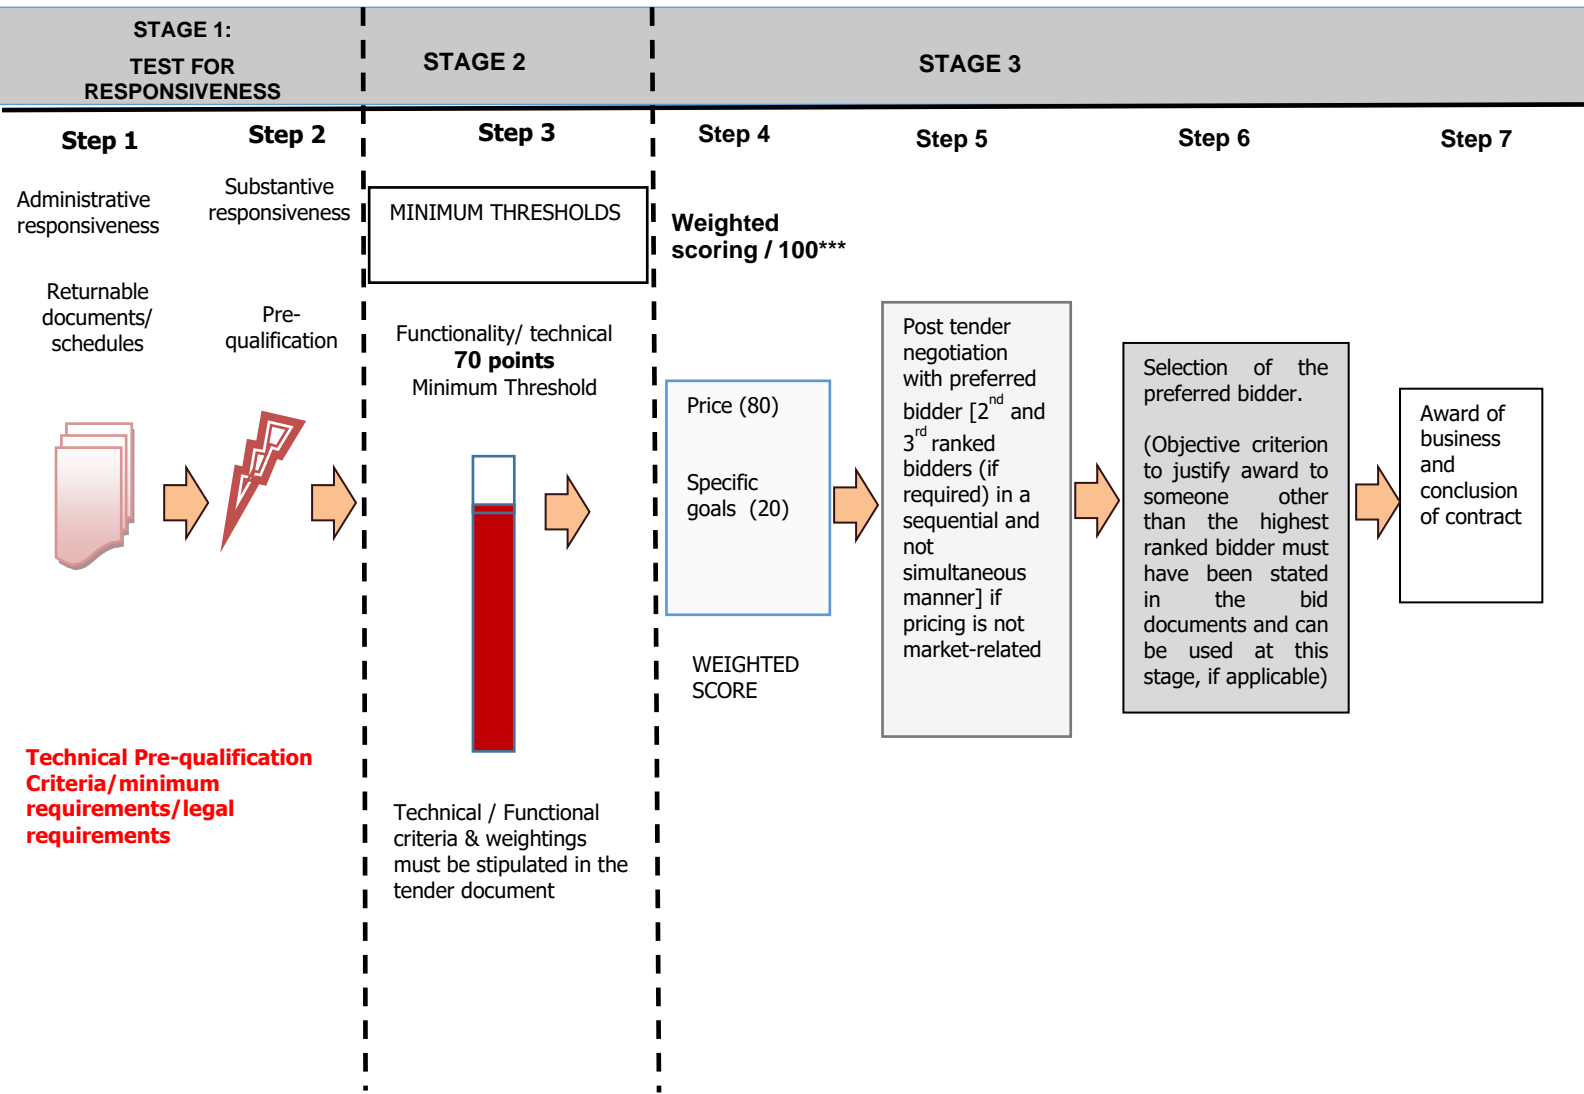 STAGE 1:
TEST FOR
RESPONSIVENESS
STAGE 2
STAGE 3
Step 1
Step 2
Step 3
Step 4
Step 5
Step 6
Step 7
Administrative
responsiveness
Returnable
documents/
schedules
Substantive
responsiveness
Pre-
qualification
Technical Pre-qualification
Criteria/minimum
requirements/legal
requirements
MINIMUM THRESHOLDS
Functionality/ technical
70 points
Minimum Threshold
Technical / Functional
criteria & weightings
must be stipulated in the
tender document
Weighted
scoring / 100***
Price (80)
Specific
goals (20)
WEIGHTED
SCORE
Post tender
negotiation
with preferred
bidder [2nd and
3rd ranked
bidders (if
required) in a
sequential and
not
simultaneous
manner] if
pricing is not
market-related
Selection of the
preferred bidder.
(Objective criterion
to justify award to
someone other
than the highest
ranked bidder must
have been stated
in the bid
documents and can
be used at this
stage, if applicable)
Award of
business
and
conclusion
of contract